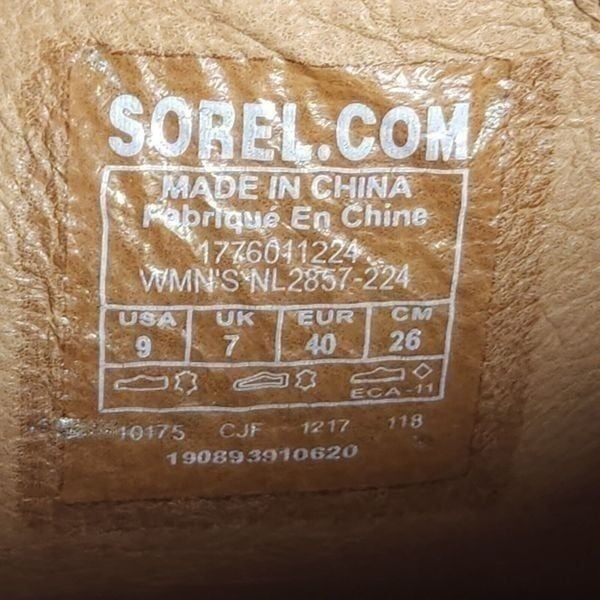 SOREL.COM
MADE IN CHINA
Fabriqué En Chine
1776011224
WMN'S NL2857-224
USA UK EUR CM
9 7 40 26
ECA-11
10175 CJF 1217 118
190893910620